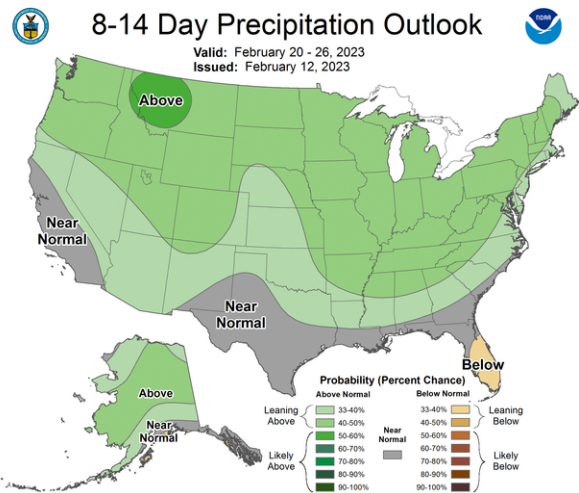 8-14 Day Precipitation Outlook
Valid: February 20 - 26, 2023
Issued: February 12, 2023
NOAA
Above
Near
Normal
Near
Normal
Below
Above
Near
Normal
Probability (Percent Chance)
Above Normal
Below Normal
Leaning
Above
33-40%
40-50%
Likely
Above
50-60%
60-70%
70-80%
80-90%
90-100%
Near
Normal
33-40%
40-50%
Leaning
Below
50-60%
60-70%
70-80%
80-90%
90-100%
Likely
Below